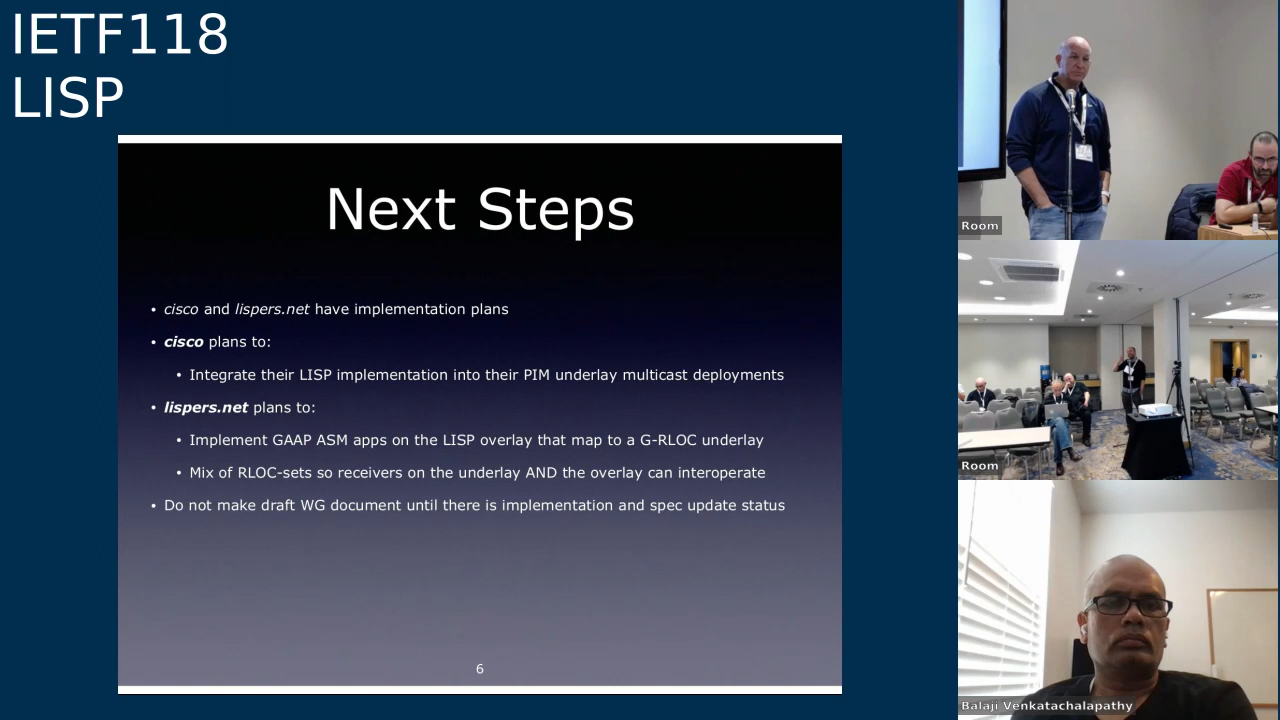 IETF118
LISP
Next Steps
• cisco and lispers.net have implementation plans
• cisco plans to:
• Integrate their LISP implementation into their PIM underlay multicast deployments
• lispers.net plans to:
• Implement GAAP ASM apps on the LISP overlay that map to a G-RLOC underlay
• Mix of RLOC-sets so receivers on the underlay AND the overlay can interoperate
• Do not make draft WG document until there is implementation and spec update status
6
Room
Room
Balaji Venkatachalapathy